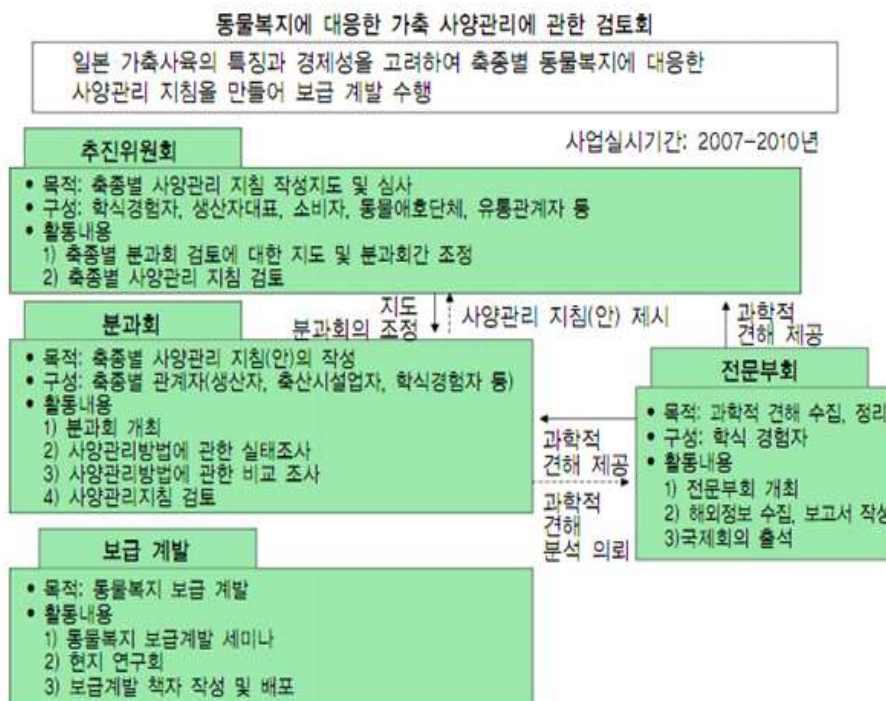 동물복지에 대응한 가축 사양관리에 관한 검토회
일본 가축사육의 특징과 경제성을 고려하여 축종별 동물복지에 대응한
사양관리 지침을 만들어 보급 계발 수행
사업실시기간: 2007-2010년
추진위원회
• 목적: 축종별 사양관리 지침 작성지도 및 심사
• 구성: 학식경험자, 생산자대표, 소비자, 동물애호단체, 유통관계자 등
• 활동내용
1) 축종별 분과회 검토에 대한 지도 및 분과회간 조정
2) 축종별 사양관리 지침 검토
지도
분과회의 조정
사양관리 지침(안) 제시
과학적
견해 제공
분과회
• 목적: 축종별 사양관리 지침(안)의 작성
• 구성: 축종별 관계자(생산자, 축산시설업자, 학식경험자 등)
• 활동내용
1) 분과회 개최
2) 사양관리방법에 관한 실태조사
3) 사양관리방법에 관한 비교 조사
4) 사양관리지침 검토
과학적
견해 제공
과학적
견해
분석 의뢰
전문부회
• 목적: 과학적 견해 수집, 정리
• 구성: 학식 경험자
• 활동내용
1) 전문부회 개최
2) 해외정보 수집, 보고서 작성
3)국제회의 출석
보급 계발
• 목적: 동물복지 보급 계발
• 활동내용
1) 동물복지 보급계발 세미나
2) 현지 연구회
3) 보급계발 책자 작성 및 배포